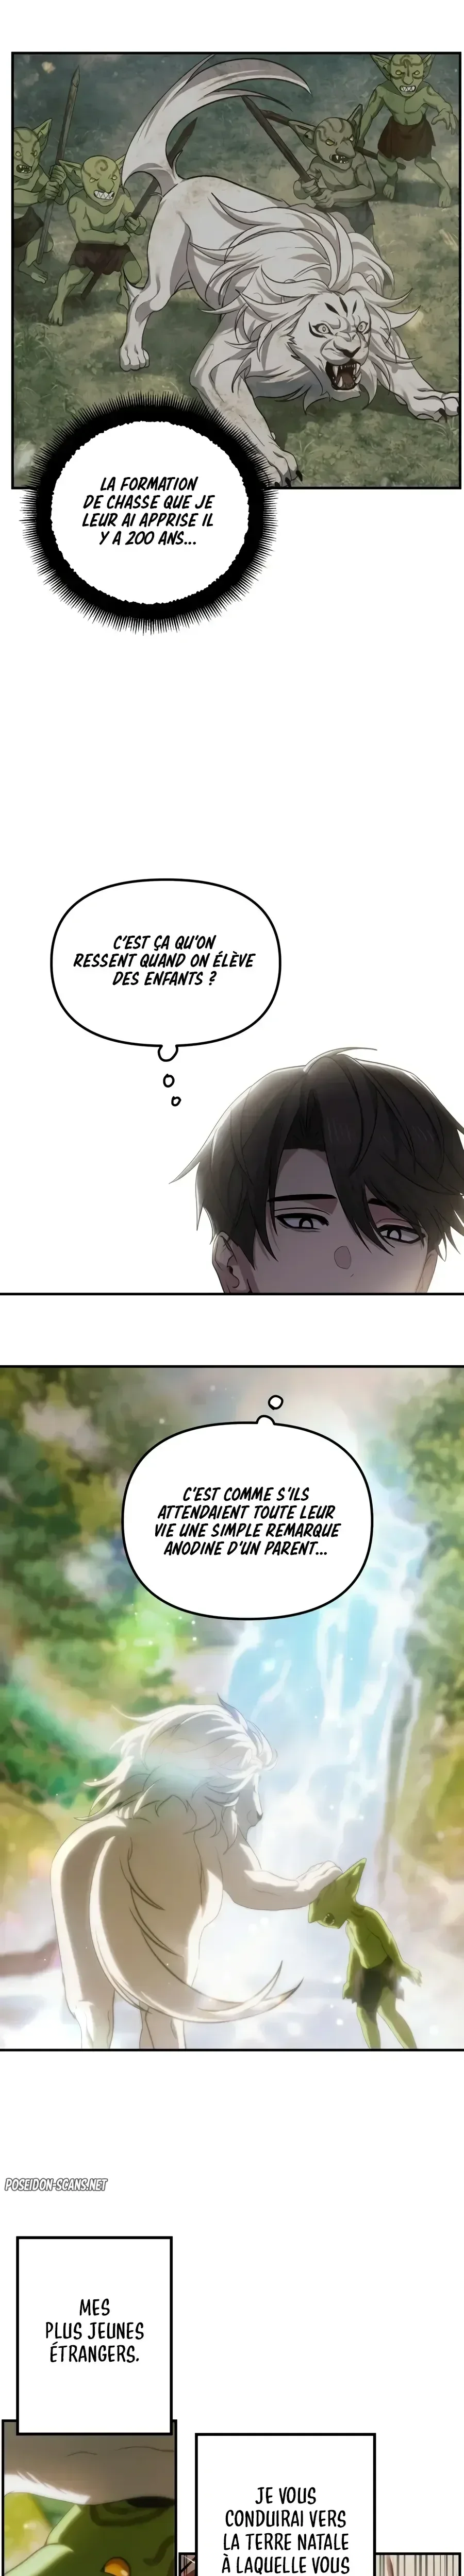 LA FORMATION
DE CHASSE QUE JE
LEUR AI APPRISE IL
Y A 200 ANS...
C'EST ÇA QU'ON
RESSENT QUAND ON ÉLÈVE
DES ENFANTS ?
C'EST COMME S'ILS
ATTENDAIENT TOUTE LEUR
VIE UNE SIMPLE REMARQUE
ANODINE D'UN PARENT...
POSEIDON-SCANS.NET
MES
PLUS JEUNES
ÉTRANGERS.
JE VOUS
CONDUIRAI VERS
LA TERRE NATALE
À LAQUELLE VOUS